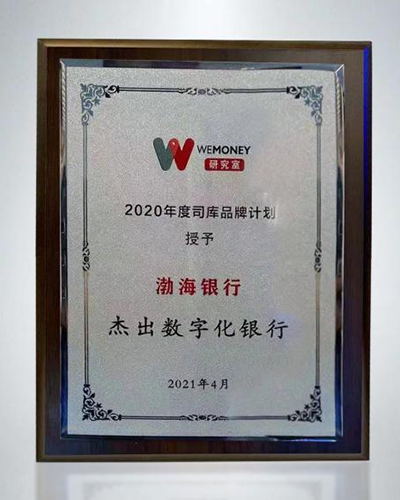 WEMONEY
研究室
2020年度司库品牌计划
授予
渤海银行
杰出数字化银行
2021年4月